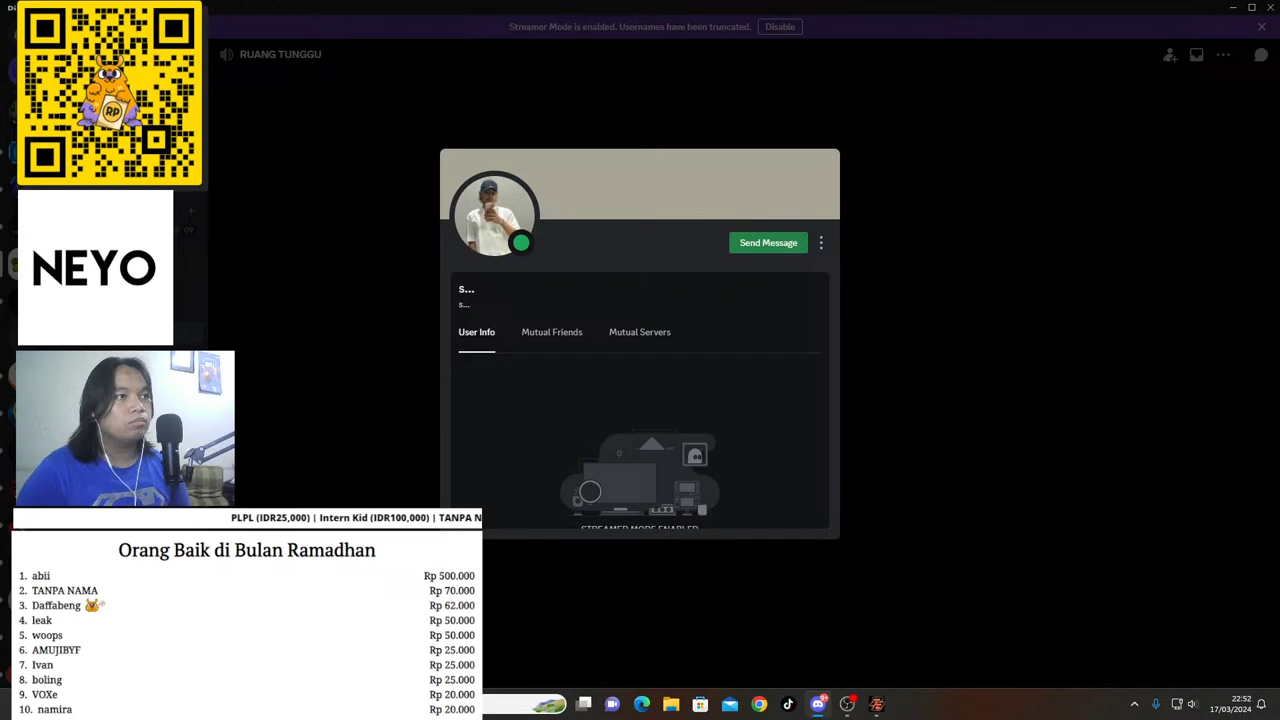 Streamer Mode is enabled. Usernames have been truncated.
Disable
RUANG TUNGGU
RP
NEYO
Send Message
s...
s...
User Info
Mutual Friends
Mutual Servers
PLPL (IDR25,000) | Intern Kid (IDR100,000) | TANPA N
Orang Baik di Bulan Ramadhan
1. abii Rp 500.000
2. TANPA NAMA Rp 70.000
3. Daffabeng Rp 62.000
4. leak Rp 50.000
5. woops Rp 50.000
6. AMUJIBYF Rp 25.000
7. Ivan Rp 25.000
8. boling Rp 25.000
9. VOXe Rp 20.000
10. namira Rp 20.000
STREAMER MODE ENABLED
22:52
17/03/2024